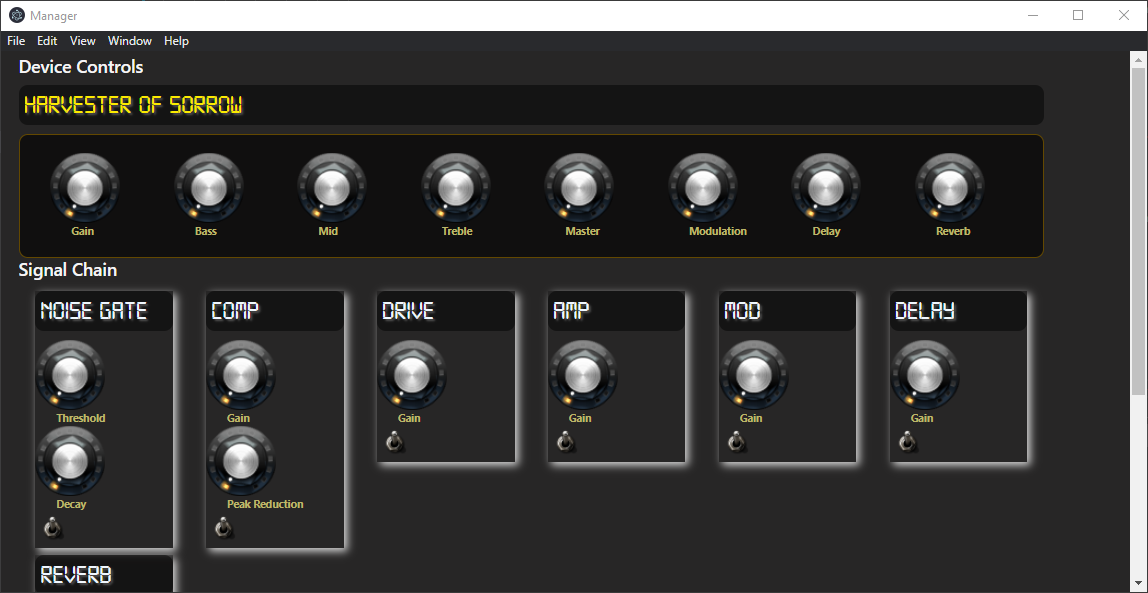 Manager
File Edit View Window Help
Device Controls
HARVESTER OF SORROW
Gain Bass Mid Treble Master Modulation Delay Reverb
Signal Chain
NOISE GATE COMP DRIVE AMP MOD DELAY
Threshold Gain Gain Gain Gain Gain
Decay Peak Reduction
REVERB